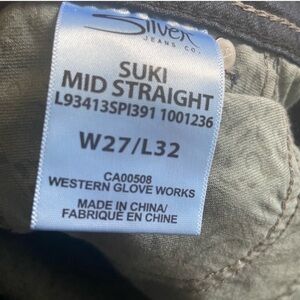 Silver
JEANS CO.
SUKI
MID STRAIGHT
L93413SPI391 1001236
W27/L32
CA00508
WESTERN GLOVE WORKS
MADE IN CHINA/
FABRIQUÉ EN CHINE